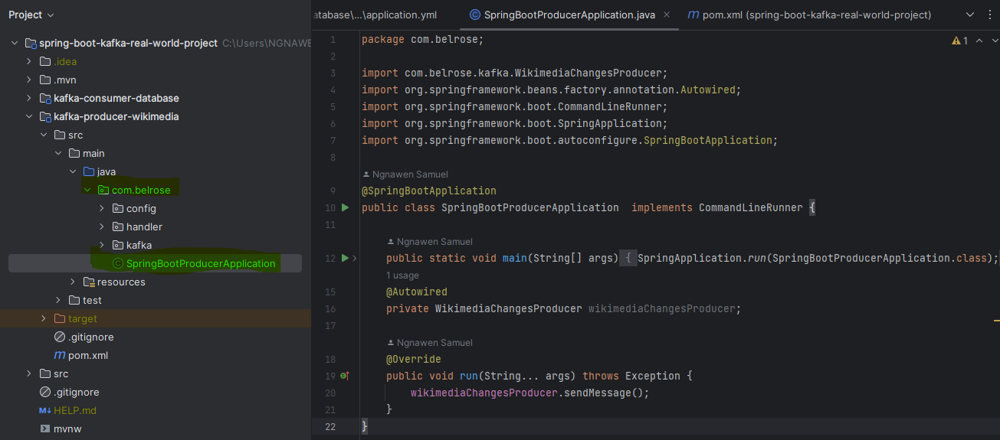 Project
spring-boot-kafka-real-world-project C:\Users\NGNAWE
.idea
.mvn
kafka-consumer-database
kafka-producer-wikimedia
src
main
java
com.belrose
config
handler
kafka
SpringBootProducerApplication
resources
test
target
.gitignore
pom.xml
src
.gitignore
HELP.md
mvnw
atabase\...\application.yml
SpringBootProducerApplication.java
pom.xml (spring-boot-kafka-real-world-project)
1
1 package com.belrose;
2
3 import com.belrose.kafka.WikimediaChangesProducer;
4 import org.springframework.beans.factory.annotation.Autowired;
5 import org.springframework.boot.CommandLineRunner;
6 import org.springframework.boot.SpringApplication;
7 import org.springframework.boot.autoconfigure.SpringBootApplication;
8
Ngnawen Samuel
9 @SpringBootApplication
10 public class SpringBootProducerApplication  implements CommandLineRunner {
11
Ngnawen Samuel
12 public static void main(String[] args) { SpringApplication.run(SpringBootProducerApplication.class);
1 usage
15 @Autowired
16 private WikimediaChangesProducer wikimediaChangesProducer;
17
Ngnawen Samuel
18 @Override
19 public void run(String... args) throws Exception {
20 wikimediaChangesProducer.sendMessage();
21 }
22 }